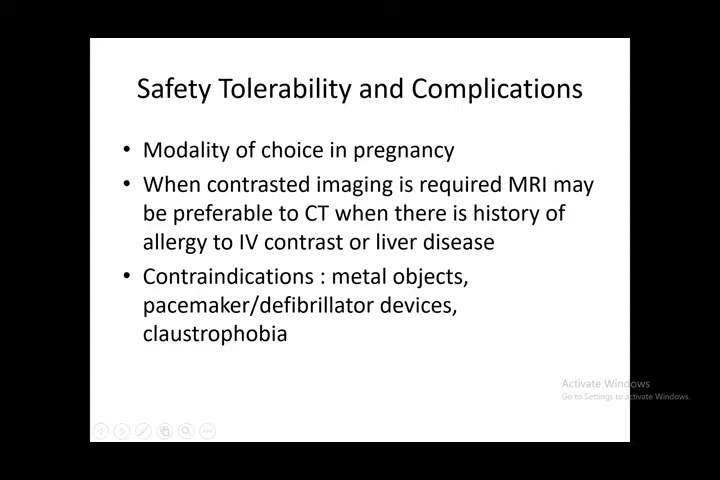 Safety Tolerability and Complications
• Modality of choice in pregnancy
• When contrasted imaging is required MRI may
be preferable to CT when there is history of
allergy to IV contrast or liver disease
• Contraindications : metal objects,
pacemaker/defibrillator devices,
claustrophobia
Activate Windows
Go to Settings to activate Windows.